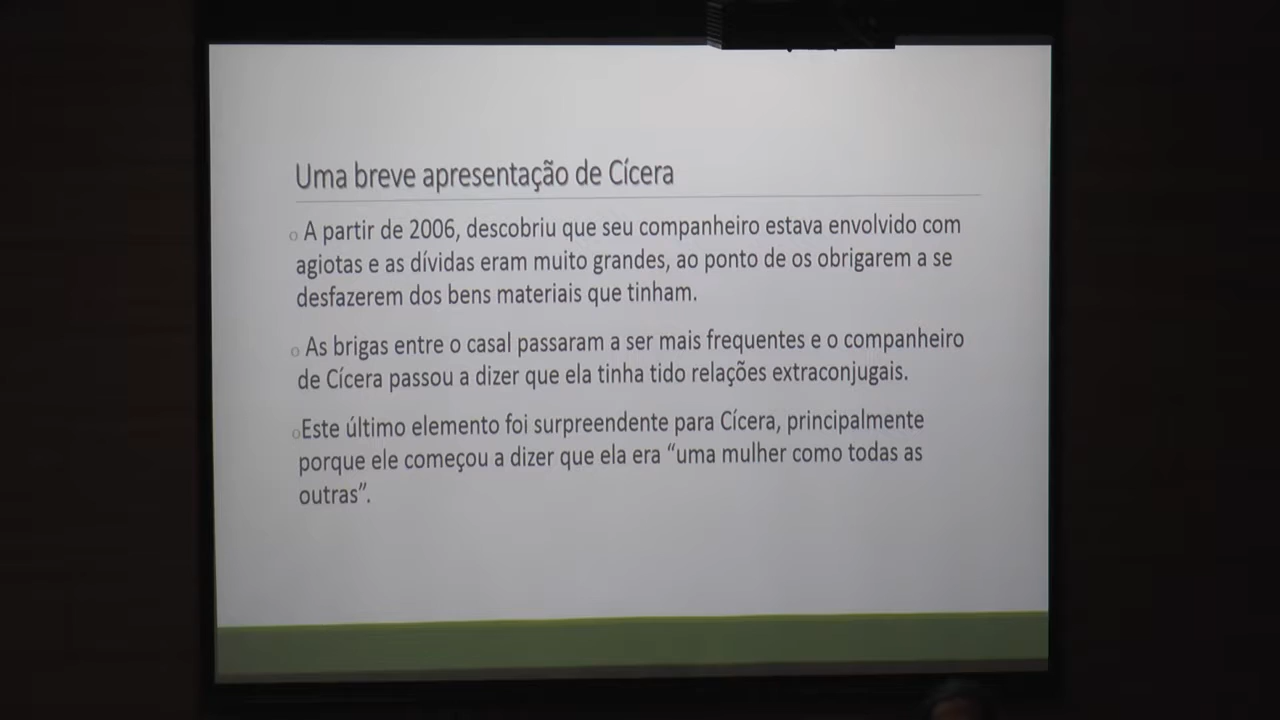 Uma breve apresentação de Cícera
o A partir de 2006, descobriu que seu companheiro estava envolvido com
agiotas e as dívidas eram muito grandes, ao ponto de os obrigarem a se
desfazerem dos bens materiais que tinham.
o As brigas entre o casal passaram a ser mais frequentes e o companheiro
de Cícera passou a dizer que ela tinha tido relações extraconjugais.
oEste último elemento foi surpreendente para Cícera, principalmente
porque ele começou a dizer que ela era “uma mulher como todas as
outras”.